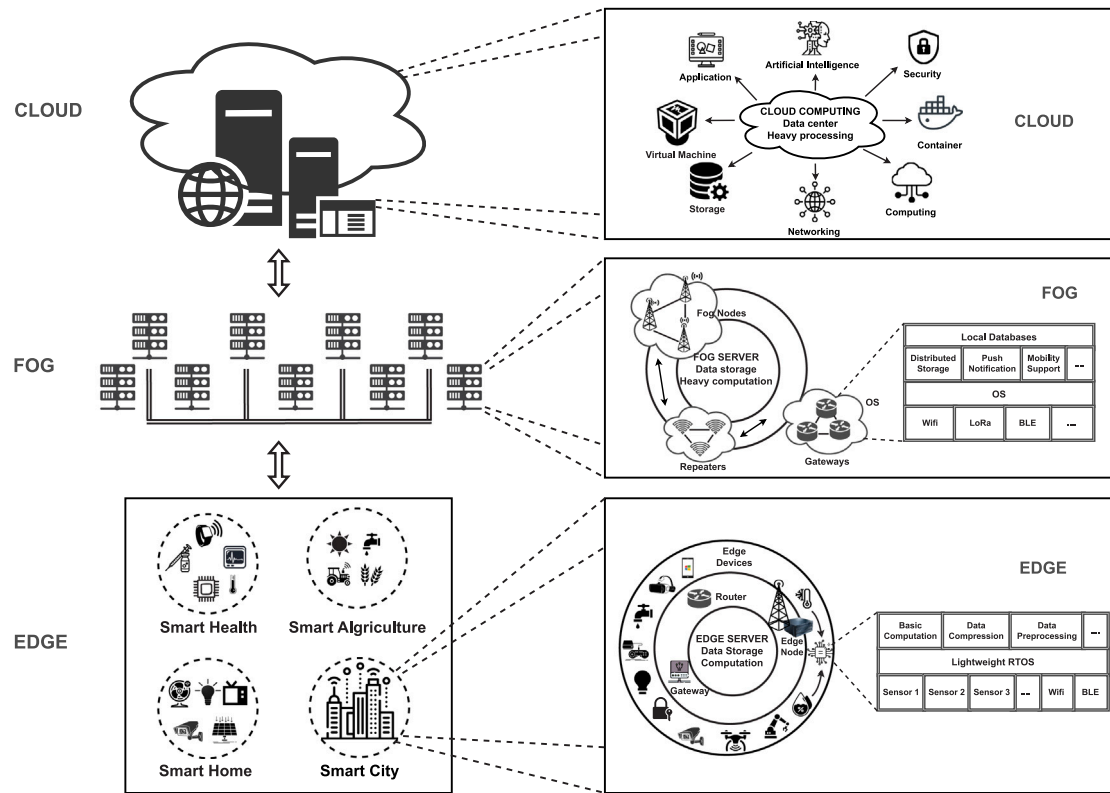 CLOUD
Artificial Intelligence
Application
Security
CLOUD COMPUTING
Data center
Heavy processing
CLOUD
Container
Virtual Machine
Storage
Computing
Networking
FOG
FOG
Fog Nodes
FOG SERVER
Data storage
Heavy computation
OS
Repeaters
Gateways
Local Databases
Distributed
Storage
Push
Notification
Mobility
Support
--
OS
Wifi
LoRa
BLE
---
EDGE
Smart Health
Smart Algriculture
Smart Home
Smart City
EDGE
Edge
Devices
Router
EDGE SERVER
Data Storage
Computation
Edge
Node
Gateway
Basic
Computation
Data
Compression
Data
Preprocessing
---
Lightweight RTOS
Sensor 1
Sensor 2
Sensor 3
--
Wifi
BLE